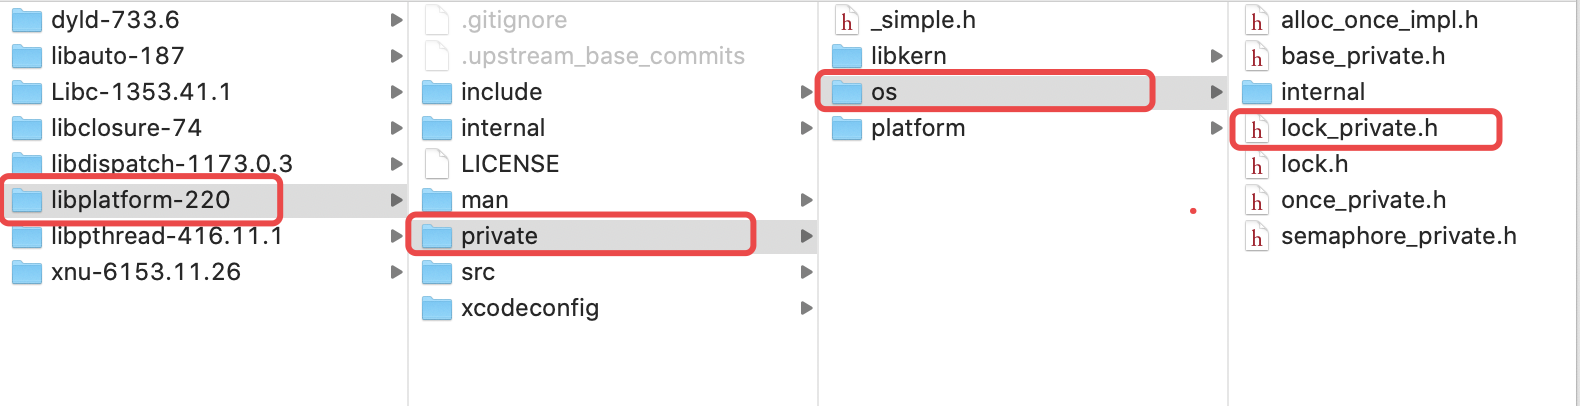 dyld-733.6
libauto-187
Libc-1353.41.1
libclosure-74
libdispatch-1173.0.3
libplatform-220
libpthread-416.11.1
xnu-6153.11.26
.gitignore
.upstream_base_commits
include
internal
LICENSE
man
private
src
xcodeconfig
h _simple.h
libkern
os
platform
h alloc_once_impl.h
h base_private.h
internal
h lock_private.h
h lock.h
h once_private.h
h semaphore_private.h